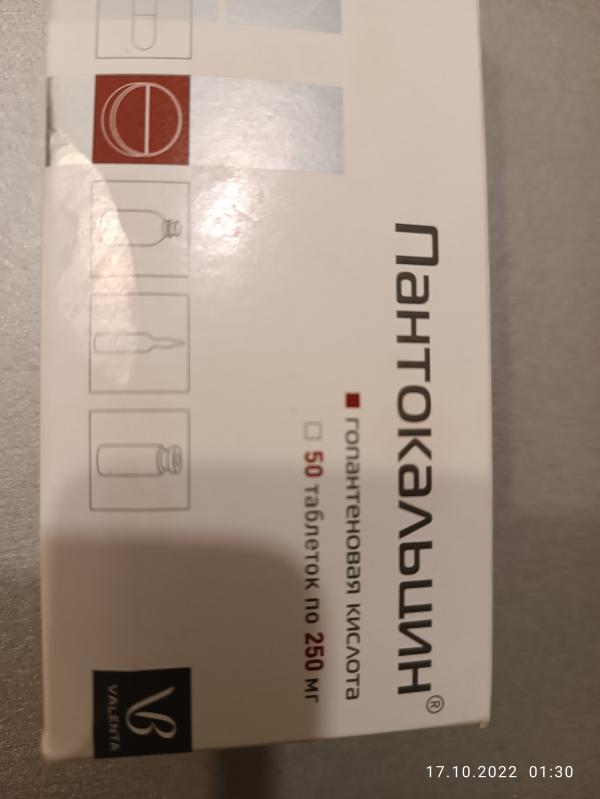 Пантокальцин®
гопантеновая кислота
50 таблеток по 250 мг
VALENTA
17.10.2022 01:30